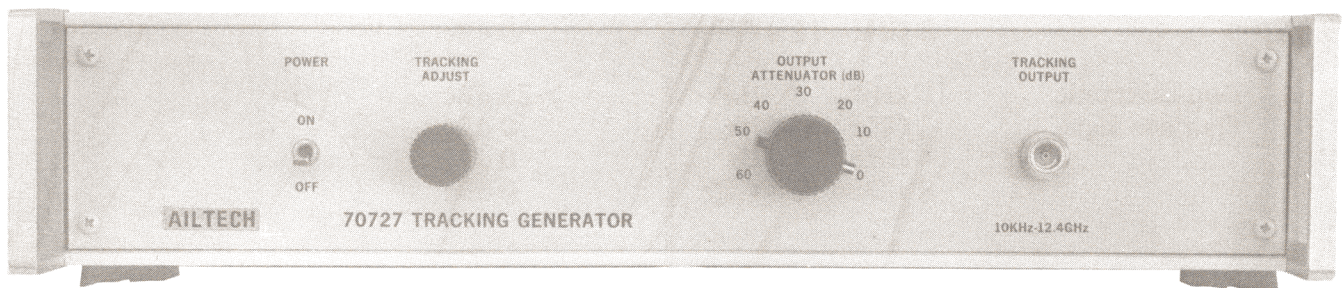 POWER
ON
OFF
TRACKING
ADJUST
OUTPUT
ATTENUATOR (dB)
60
50
40
30
20
10
0
TRACKING
OUTPUT
AILTECH
70727 TRACKING GENERATOR
10KHz-12.4GHz